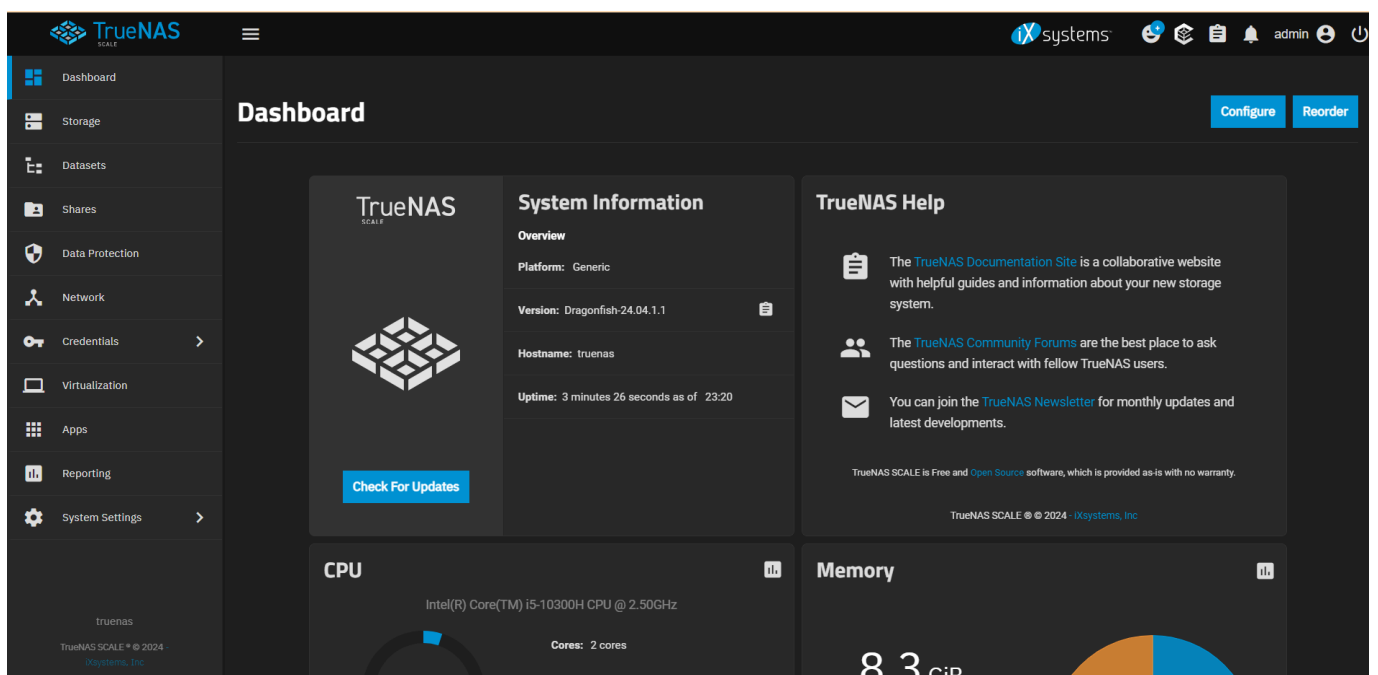 TrueNAS
SCALE
iXsystems
admin
Dashboard
Storage
Datasets
Shares
Data Protection
Network
Credentials
Virtualization
Apps
Reporting
System Settings
truenas
TrueNAS SCALE ® © 2024 -
iXsystems, Inc
Dashboard
Configure
Reorder
TrueNAS
SCALE
Check For Updates
System Information
Overview
Platform: Generic
Version: Dragonfish-24.04.1.1
Hostname: truenas
Uptime: 3 minutes 26 seconds as of 23:20
TrueNAS Help
The TrueNAS Documentation Site is a collaborative website
with helpful guides and information about your new storage
system.
The TrueNAS Community Forums are the best place to ask
questions and interact with fellow TrueNAS users.
You can join the TrueNAS Newsletter for monthly updates and
latest developments.
TrueNAS SCALE is Free and Open Source software, which is provided as-is with no warranty.
TrueNAS SCALE ® © 2024 - iXsystems, Inc
CPU
Intel(R) Core(TM) i5-10300H CPU @ 2.50GHz
Cores: 2 cores
Memory
8.3 GiB